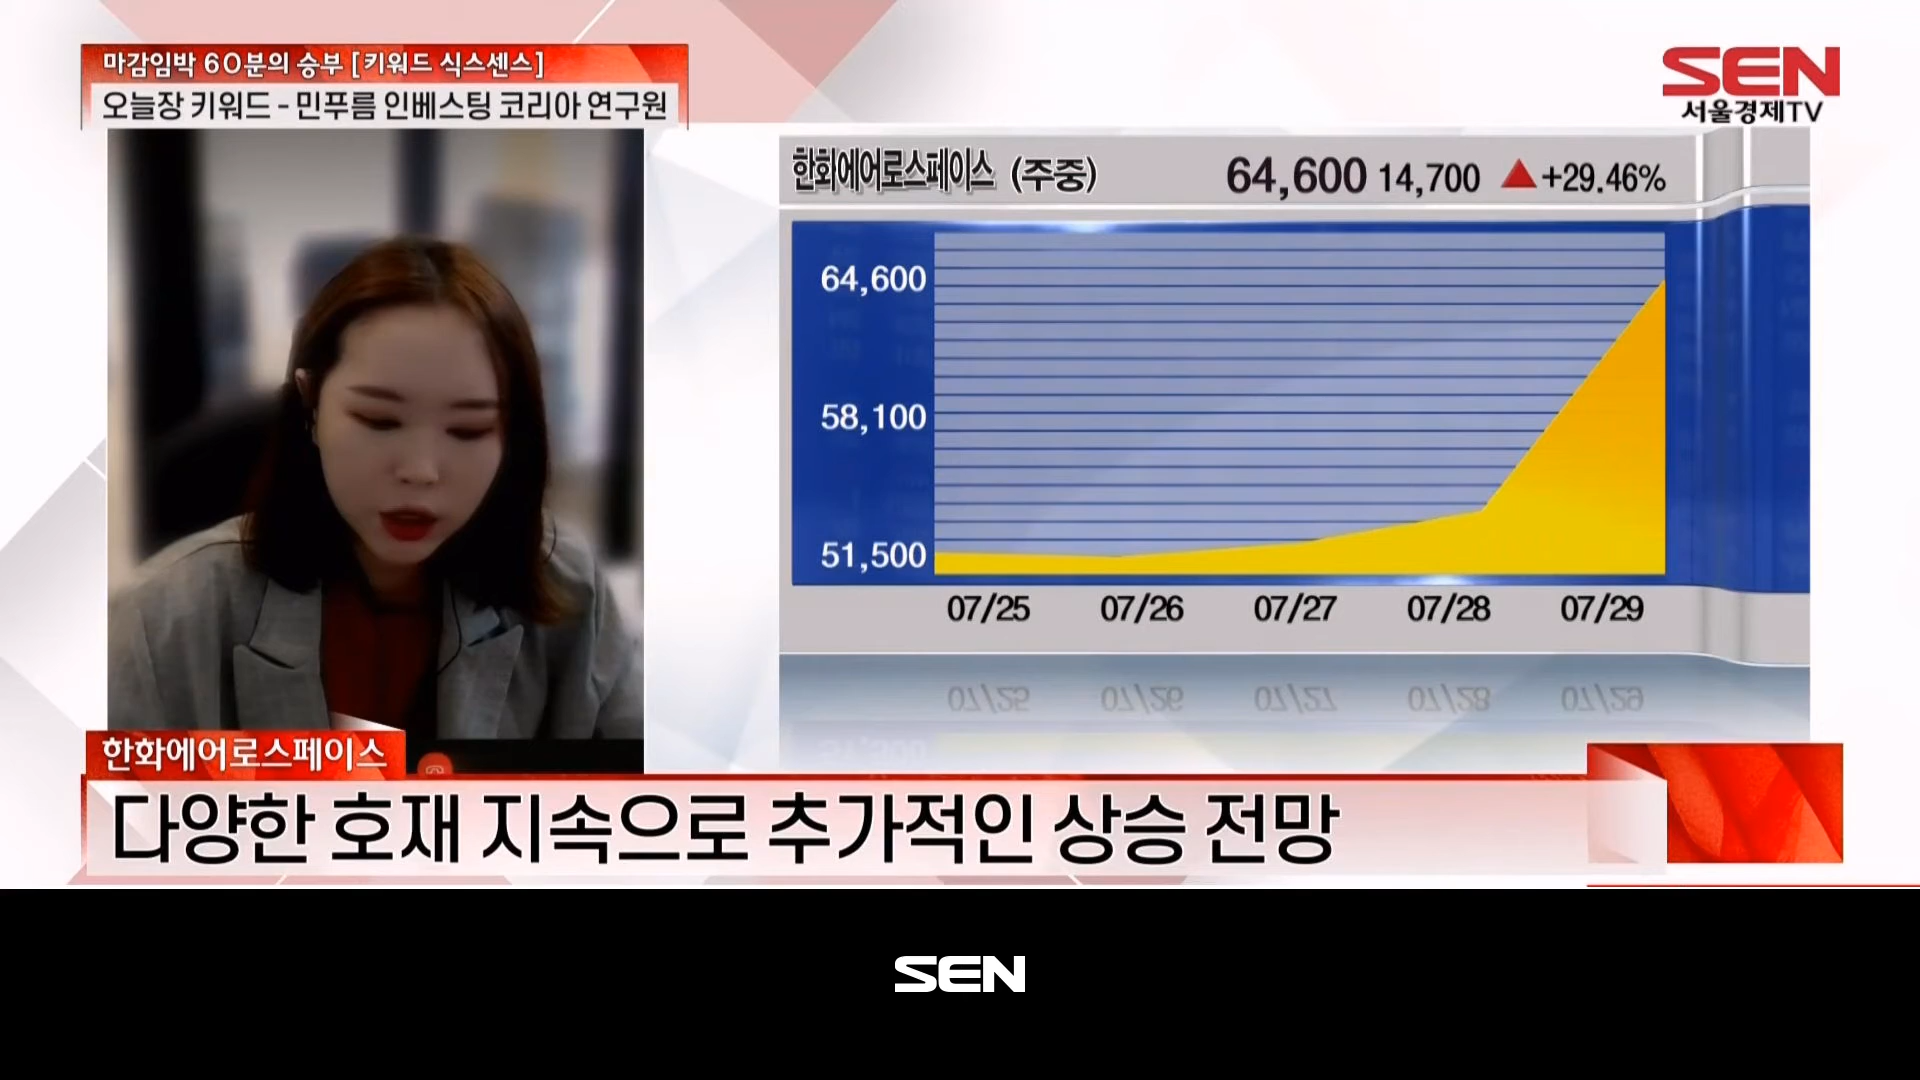 마감임박 60분의 승부 [키워드 식스센스]
오늘장 키워드 - 민푸름 인베스팅 코리아 연구원
SEN
서울경제TV
한화에어로스페이스 (주중) 64,600 14,700 ▲+29.46%
64,600
58,100
51,500
07/25 07/26 07/27 07/28 07/29
한화에어로스페이스
다양한 호재 지속으로 추가적인 상승 전망
SEN